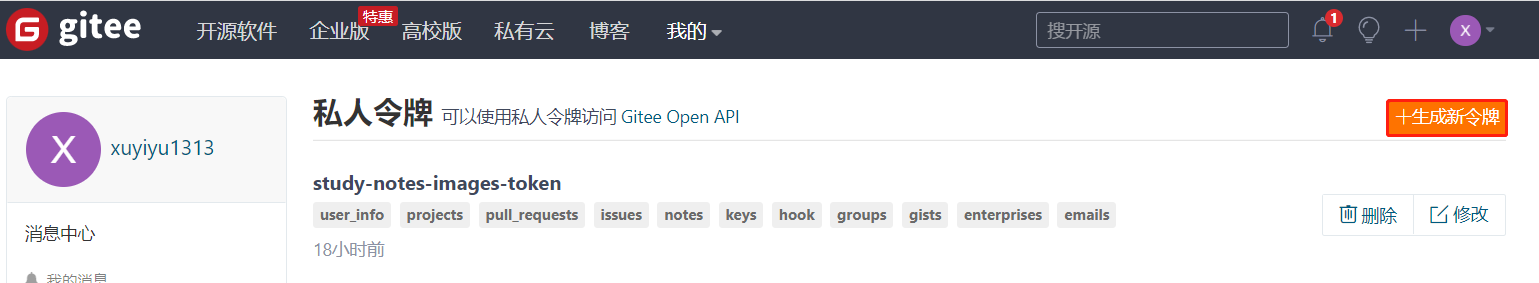 gitee 开源软件 企业版 特惠 高校版 私有云 博客 我的 搜开源 1 X
私人令牌 可以使用私人令牌访问 Gitee Open API +生成新令牌
X xuyiyu1313
study-notes-images-token
user_info projects pull_requests issues notes keys hook groups gists enterprises emails
删除 修改
消息中心
18小时前
我的消息